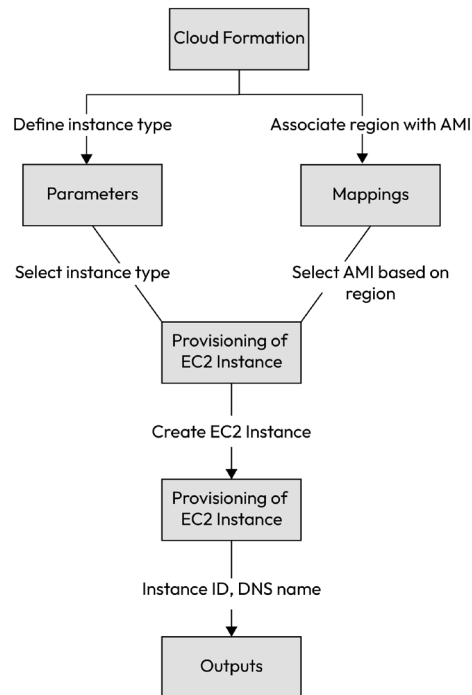 Cloud Formation
Define instance type
Associate region with AMI
Parameters
Mappings
Select instance type
Select AMI based on
region
Provisioning of
EC2 Instance
Create EC2 Instance
Provisioning of
EC2 Instance
Instance ID, DNS name
Outputs